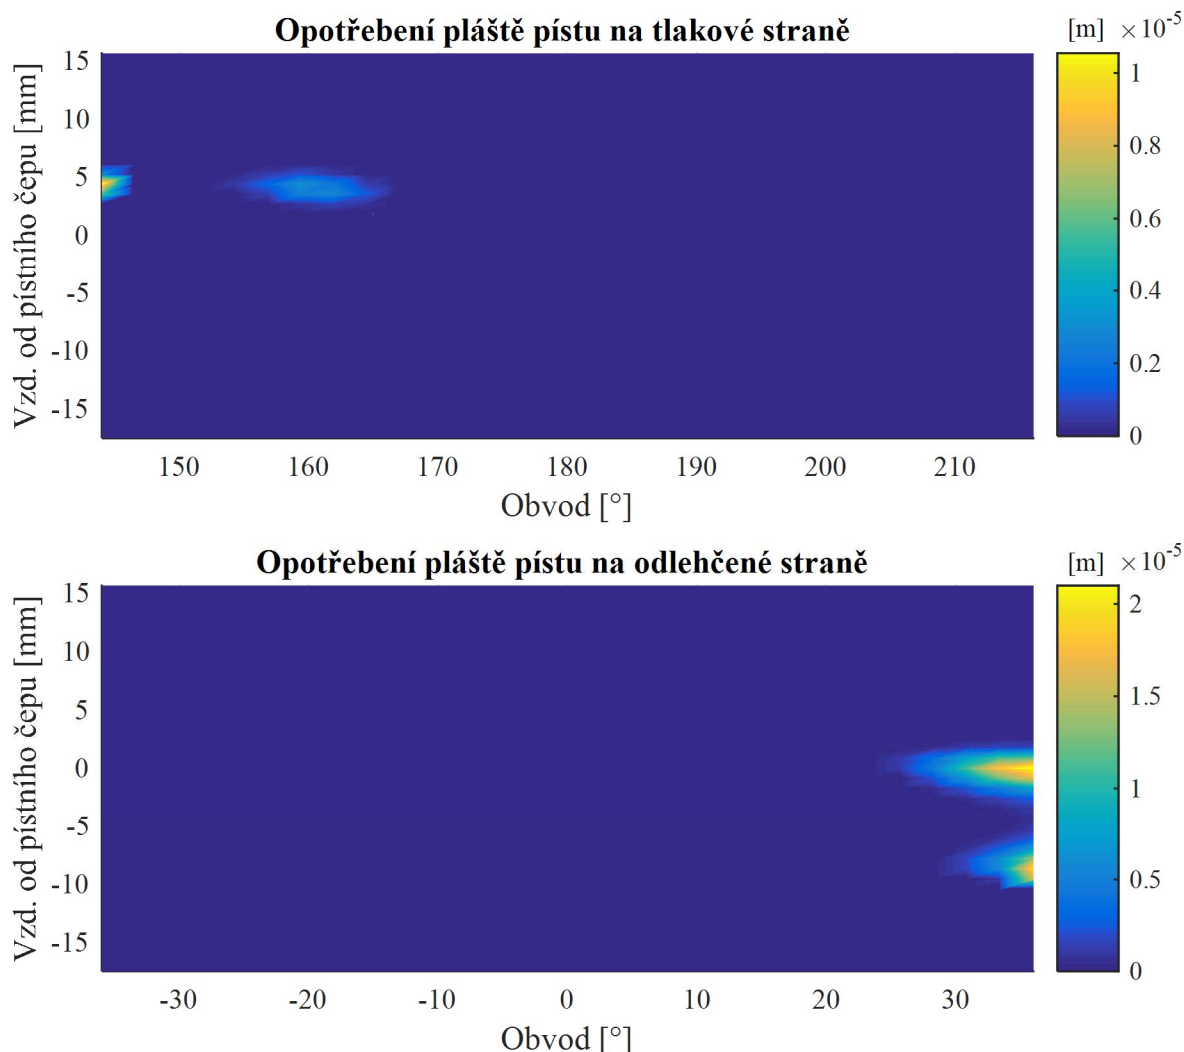 Opotřebení pláště pístu na tlakové straně
[m] ×10⁻⁵
Vzd. od pístního čepu [mm]
15
10
5
0
-5
-10
-15
150 160 170 180 190 200 210
Obvod [°]
1
0.8
0.6
0.4
0.2
0
Opotřebení pláště pístu na odlehčené straně
[m] ×10⁻⁵
Vzd. od pístního čepu [mm]
15
10
5
0
-5
-10
-15
-30 -20 -10 0 10 20 30
Obvod [°]
2
1.5
1
0.5
0